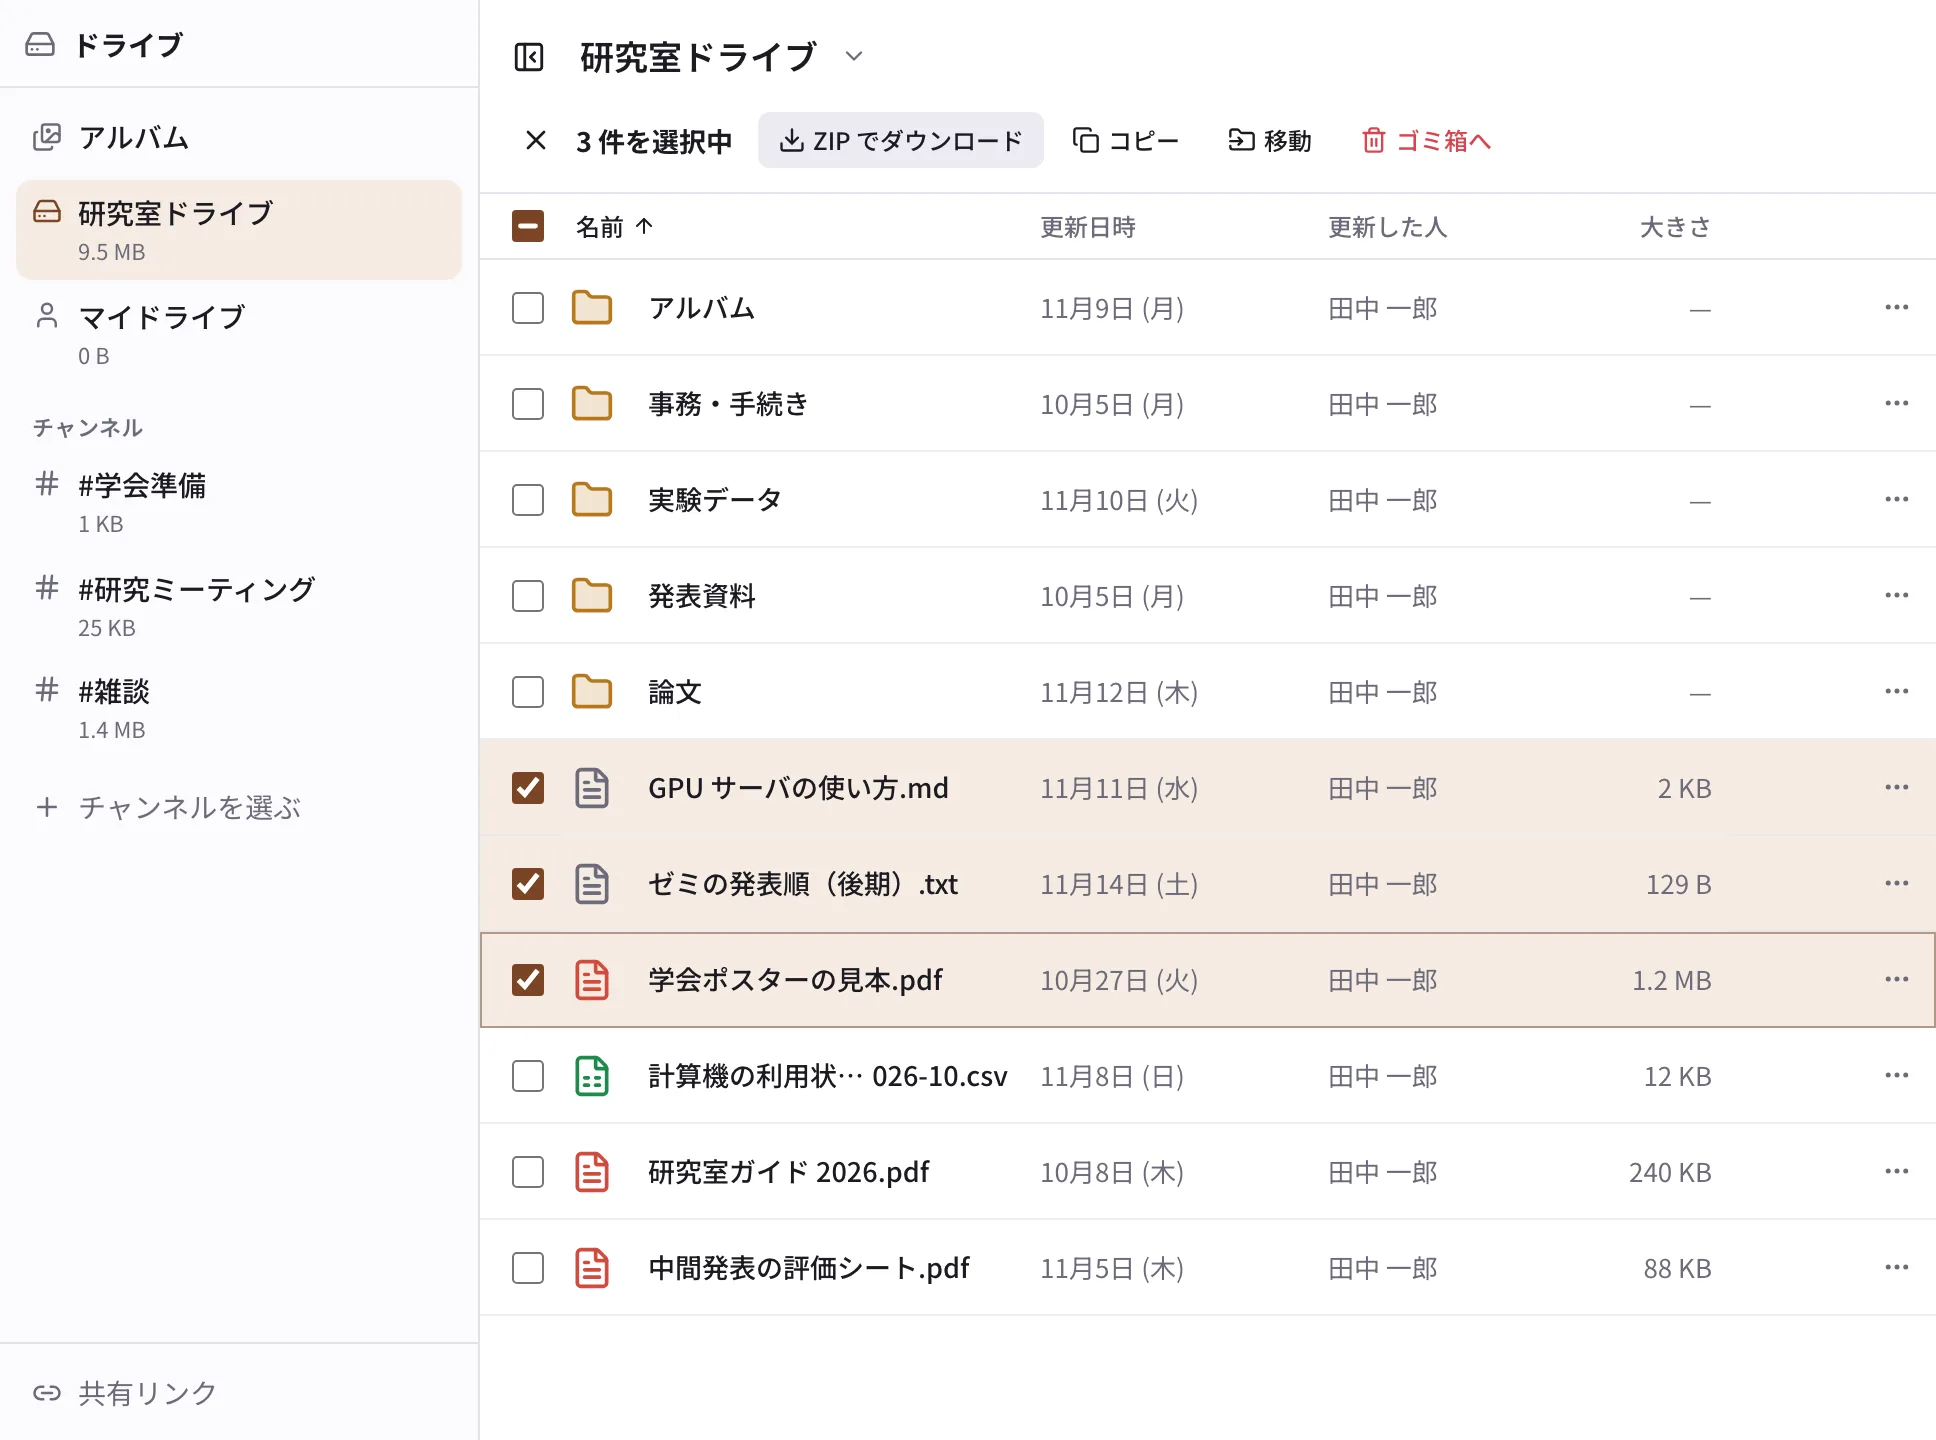 ドライブ
アルバム
研究室ドライブ
9.5 MB
マイドライブ
0 B
チャンネル
#学会準備
1 KB
#研究ミーティング
25 KB
#雑談
1.4 MB
チャンネルを選ぶ
共有リンク
研究室ドライブ
3 件を選択中 ZIP でダウンロード コピー 移動 ゴミ箱へ
名前 ↑ 更新日時 更新した人 大きさ
アルバム 11月9日 (月) 田中 一郎 —
事務・手続き 10月5日 (月) 田中 一郎 —
実験データ 11月10日 (火) 田中 一郎 —
発表資料 10月5日 (月) 田中 一郎 —
論文 11月12日 (木) 田中 一郎 —
GPU サーバの使い方.md 11月11日 (水) 田中 一郎 2 KB
ゼミの発表順（後期）.txt 11月14日 (土) 田中 一郎 129 B
学会ポスターの見本.pdf 10月27日 (火) 田中 一郎 1.2 MB
計算機の利用状… 026-10.csv 11月8日 (日) 田中 一郎 12 KB
研究室ガイド 2026.pdf 10月8日 (木) 田中 一郎 240 KB
中間発表の評価シート.pdf 11月5日 (木) 田中 一郎 88 KB